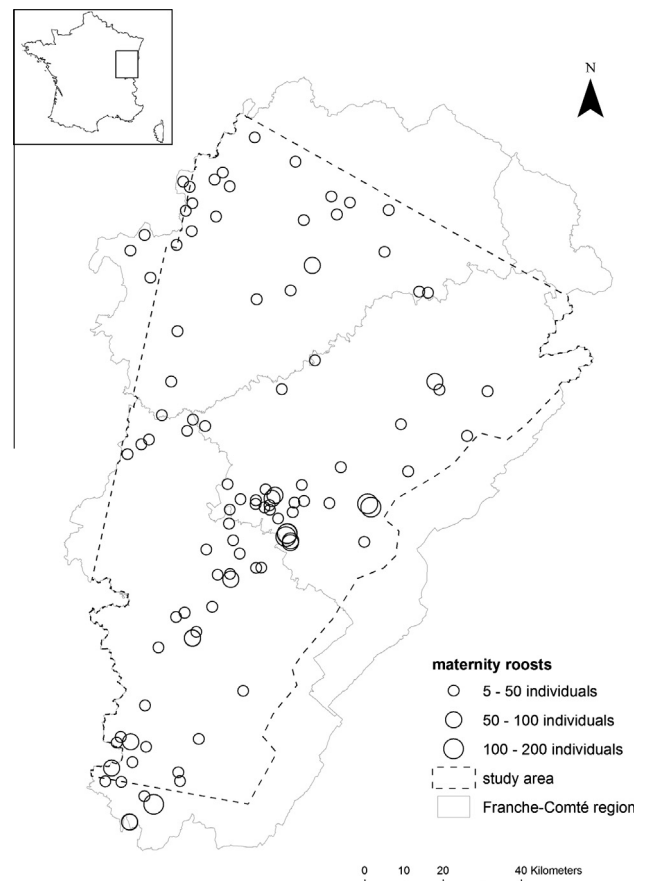 N
maternity roosts
5 - 50 individuals
50 - 100 individuals
100 - 200 individuals
study area
Franche-Comté region
0 10 20 40 Kilometers